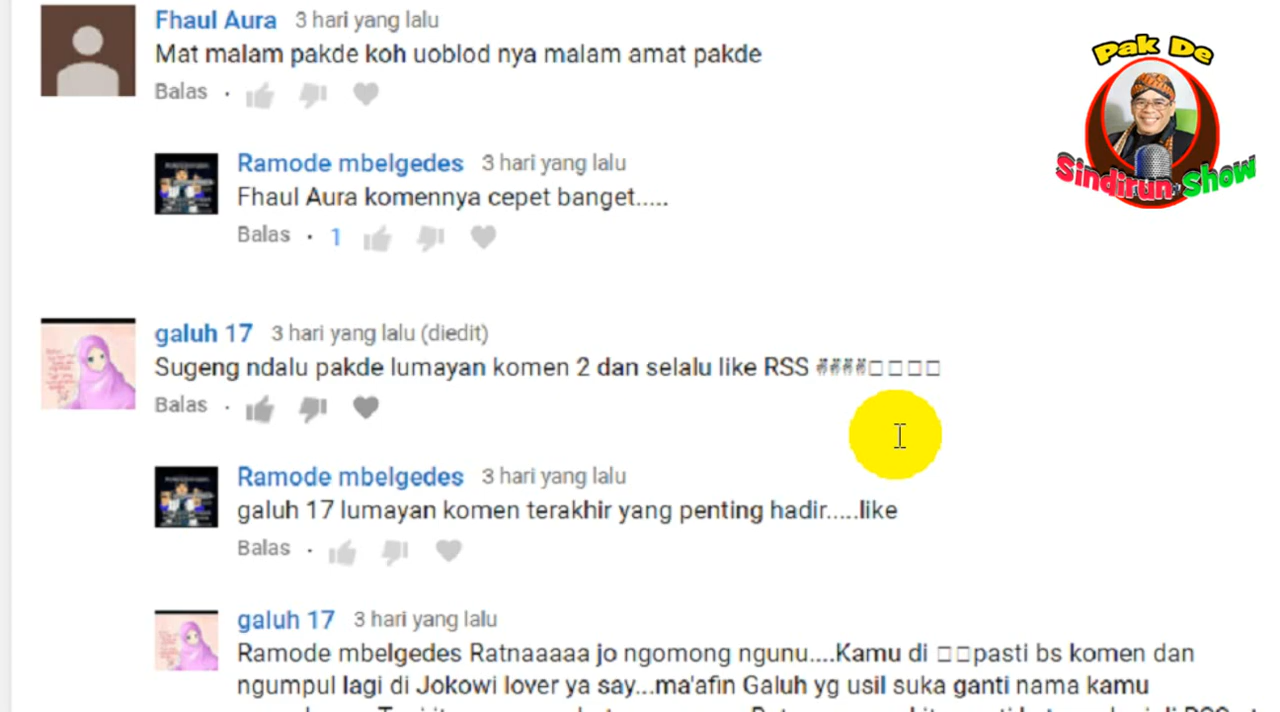 Fhaul Aura 3 hari yang lalu
Mat malam pakde koh uoblod nya malam amat pakde
Balas
Ramode mbelgedes 3 hari yang lalu
Fhaul Aura komennya cepet banget.....
Balas · 1
galuh 17 3 hari yang lalu (diedit)
Sugeng ndalu pakde lumayan komen 2 dan selalu like RSS
Balas
Ramode mbelgedes 3 hari yang lalu
galuh 17 lumayan komen terakhir yang penting hadir.....like
Balas
galuh 17 3 hari yang lalu
Ramode mbelgedes Ratnaaaaa jo ngomong ngunu....Kamu di □□pasti bs komen dan
ngumpul lagi di Jokowi lover ya say...ma'afin Galuh yg usil suka ganti nama kamu
Pak De
Sindirun Show